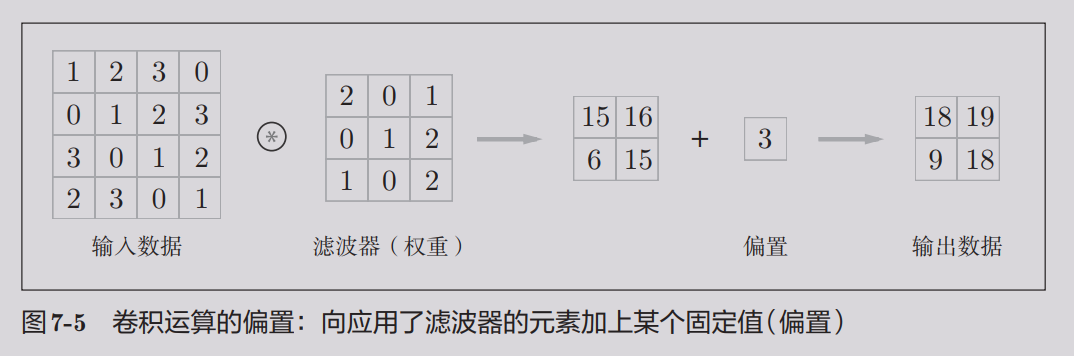 1 2 3 0
0 1 2 3
3 0 1 2
2 3 0 1
输入数据
*
2 0 1
0 1 2
1 0 2
滤波器（权重）
15 16
6 15
+
3
偏置
18 19
9 18
输出数据
图7-5 卷积运算的偏置：向应用了滤波器的元素加上某个固定值（偏置）